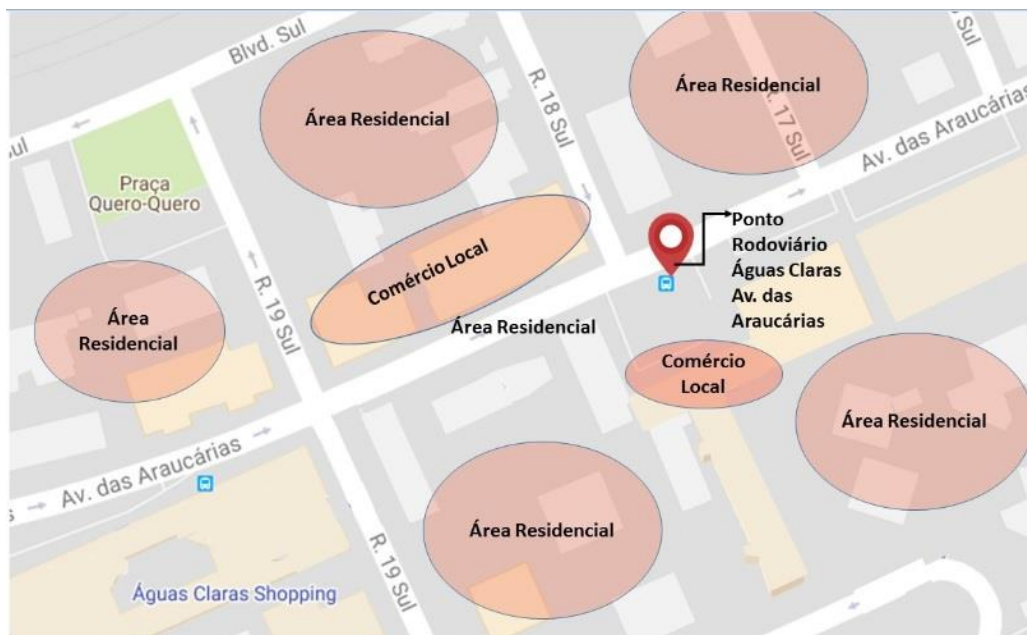 Blvd. Sul
Sul
Área Residencial
R. 18 Sul
Área Residencial
R. 17 Sul
Sul
Av. das Araucárias
Praça
Quero-Quero
Comércio Local
Ponto
Rodoviário
Águas Claras
Av. das
Araucárias
R. 19 Sul
Área
Residencial
Área Residencial
Comércio
Local
Área Residencial
Av. das Araucárias
Área Residencial
R. 19 Sul
Águas Claras Shopping